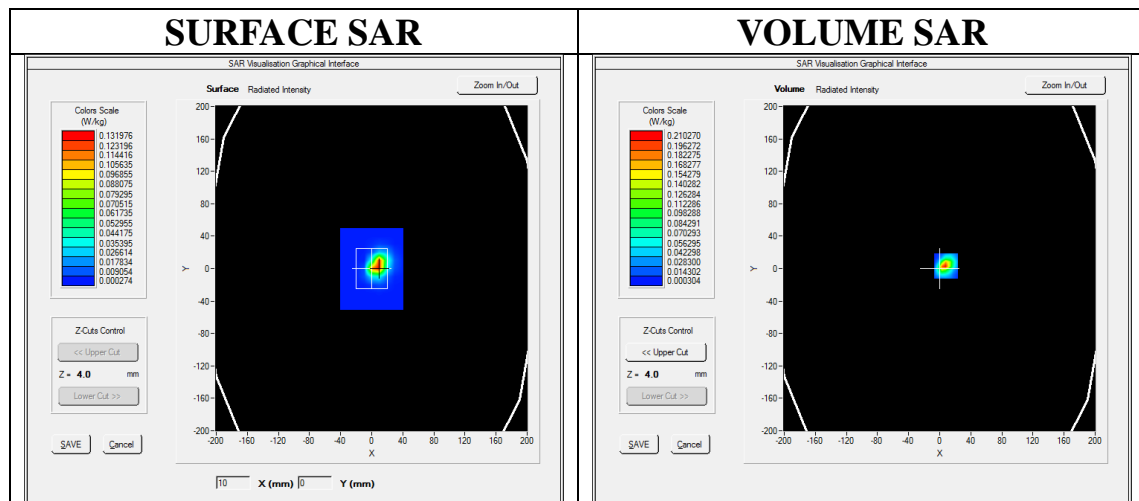 SURFACE SAR
VOLUME SAR
SAR Visualisation Graphical Interface
Surface Radiated Intensity
Zoom In/Out
Colors Scale
(W/kg)
0.131976
0.123196
0.114416
0.105635
0.096855
0.088075
0.079295
0.070515
0.061735
0.052955
0.044175
0.035395
0.026614
0.017834
0.009054
0.000274
200
160
120
80
40
0
-40
-80
-120
-160
-200
Y
-200 -160 -120 -80 -40 0 40 80 120 160 200
X
Z-Cuts Control
<< Upper Cut
Z = 4.0 mm
Lower Cut >>
SAVE Cancel
10 X (mm) 0 Y (mm)
SAR Visualisation Graphical Interface
Volume Radiated Intensity
Zoom In/Out
Colors Scale
(W/kg)
0.210270
0.196272
0.182275
0.168277
0.154279
0.140282
0.126284
0.112286
0.098288
0.084291
0.070293
0.056295
0.042298
0.028300
0.014302
0.000304
200
160
120
80
40
0
-40
-80
-120
-160
-200
Y
-200 -160 -120 -80 -40 0 40 80 120 160 200
X
Z-Cuts Control
<< Upper Cut
Z = 4.0 mm
Lower Cut >>
SAVE Cancel